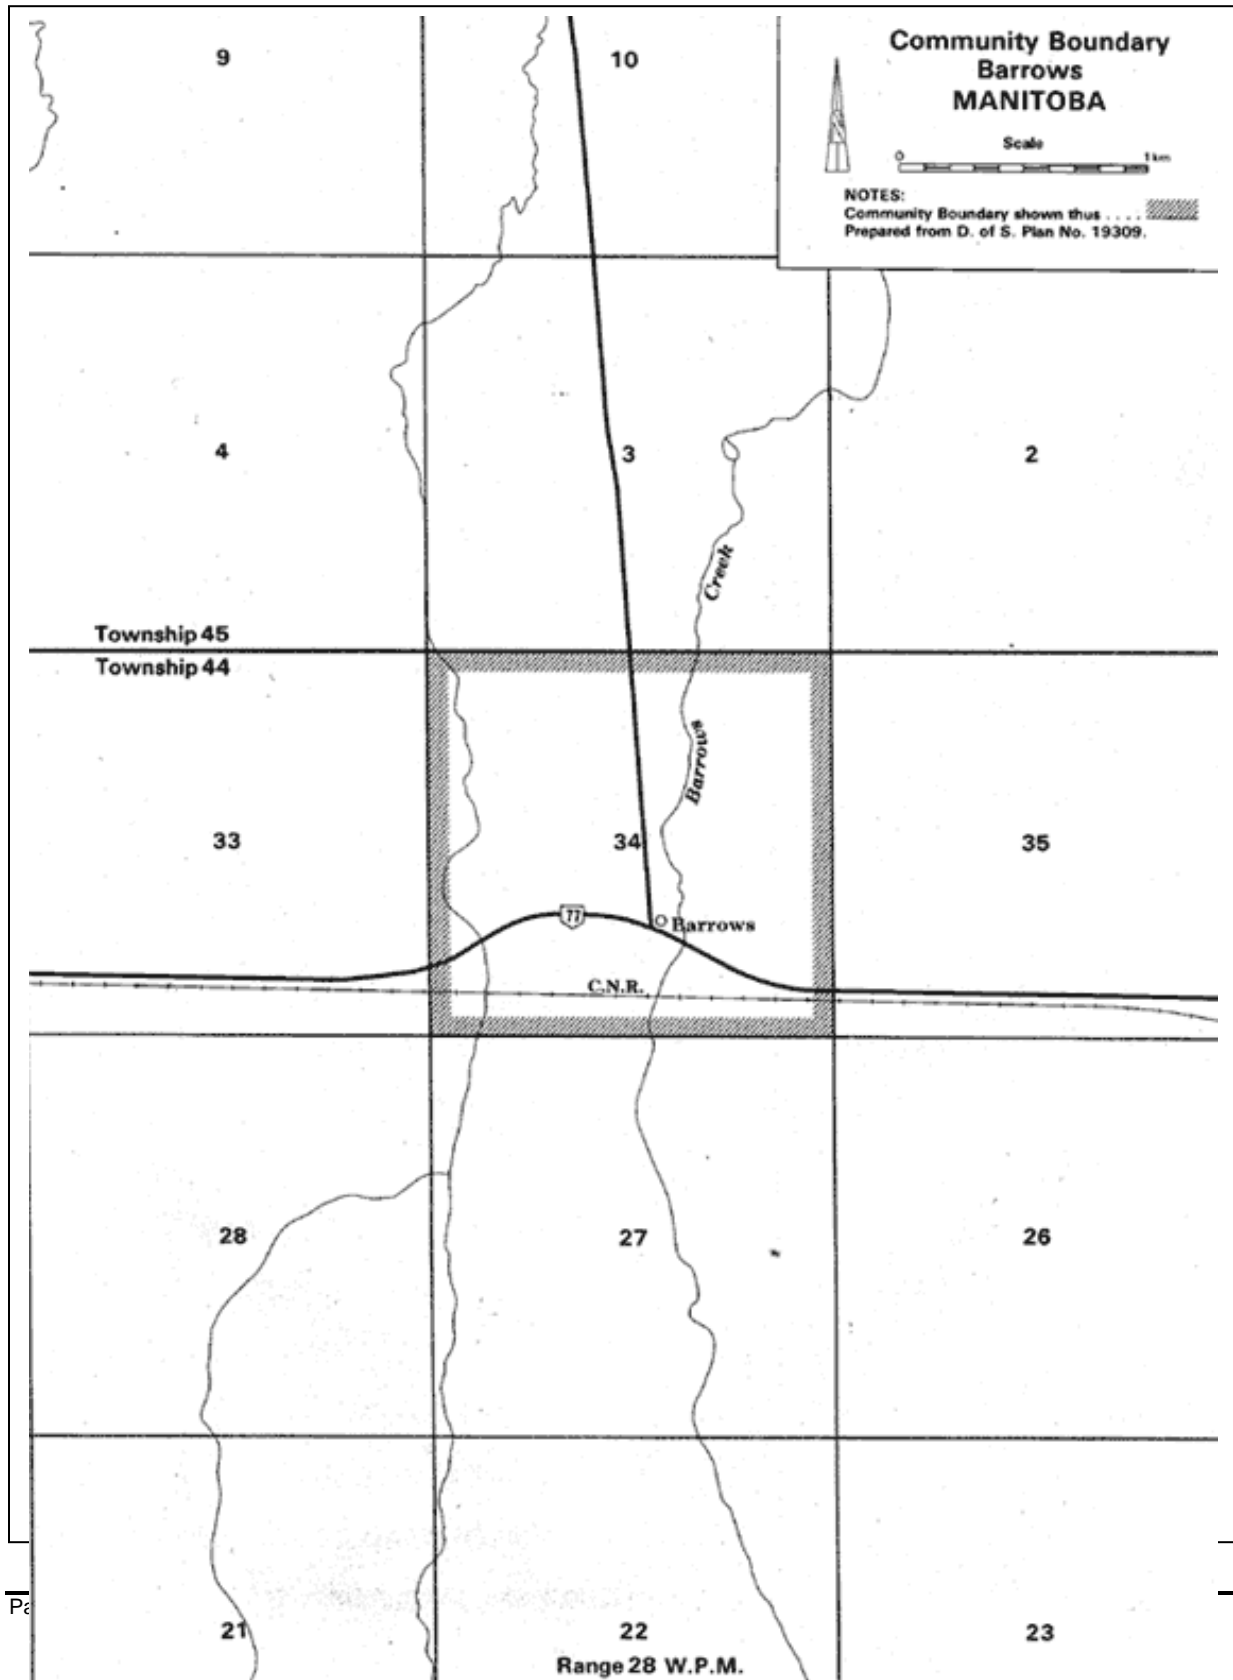 9
10
Community Boundary
Barrows
MANITOBA
Scale
0
1 km
NOTES:
Community Boundary shown thus . . . .
Prepared from D. of S. Plan No. 19309.
4
3
2
Creek
Township 45
Township 44
Barrows
33
34
35
77
Barrows
C.N.R.
28
27
26
21
22
23
Range 28 W.P.M.